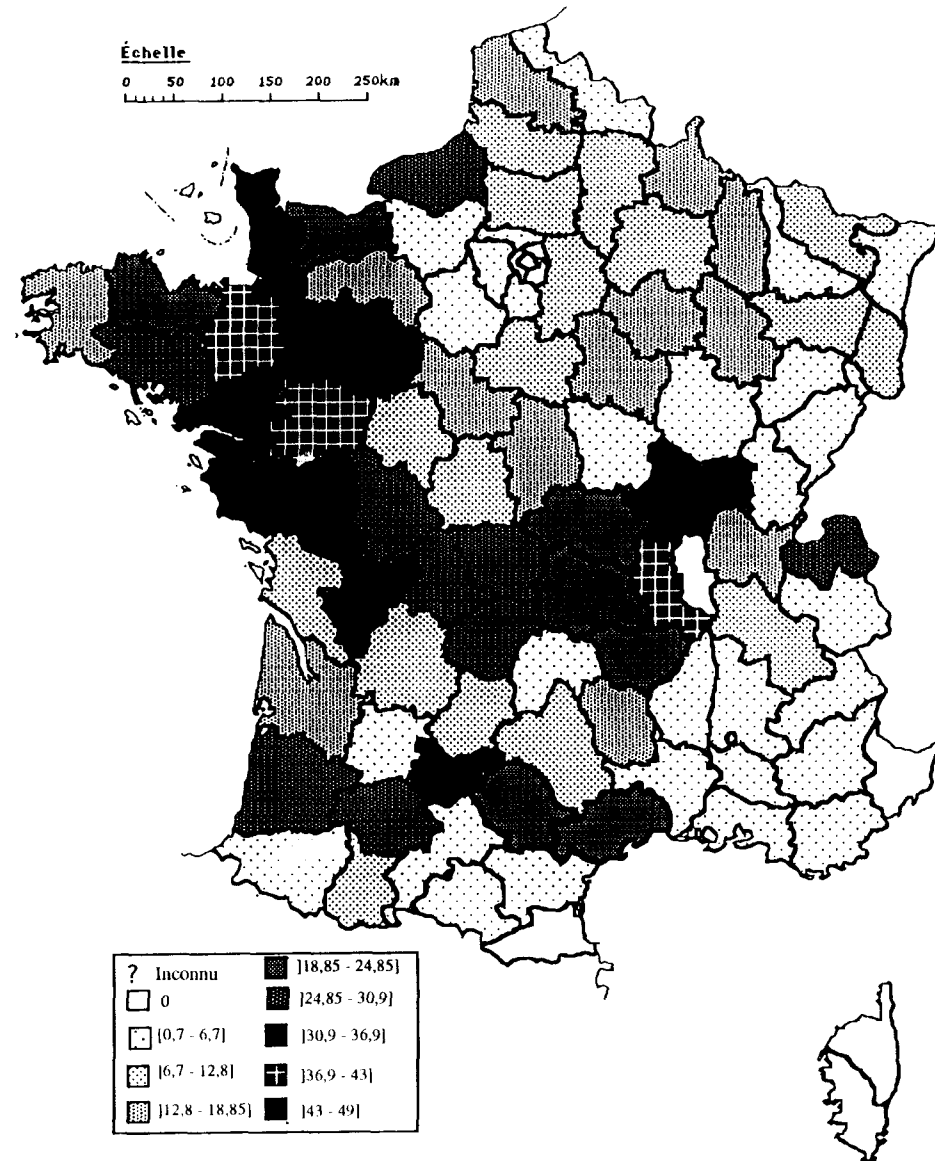 Échelle
0 50 100 150 200 250km
? Inconnu
0
[0,7 - 6,7]
]6,7 - 12,8]
]12,8 - 18,85]
]18,85 - 24,85]
]24,85 - 30,9]
]30,9 - 36,9]
]36,9 - 43]
]43 - 49]